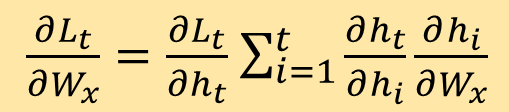 ∂L_t/∂W_x = ∂L_t/∂h_t ∑_{i=1}^{t} ∂h_t/∂h_i ∂h_i/∂W_x